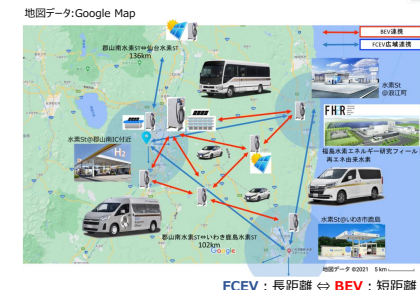 地図データ:Google Map
BEV連携
FCEV広域連携
郡山南水素ST⇔仙台水素ST
136km
水素St
@浪江町
FH2R
水素St@郡山南IC付近
H2
福島水素エネルギー研究フィールド
再エネ由来水素
水素St@いわき市鹿島
郡山南水素ST⇔いわき鹿島水素ST
102km
Google
地図データ ©2021 5 km
FCEV：長距離 ⇔ BEV：短距離